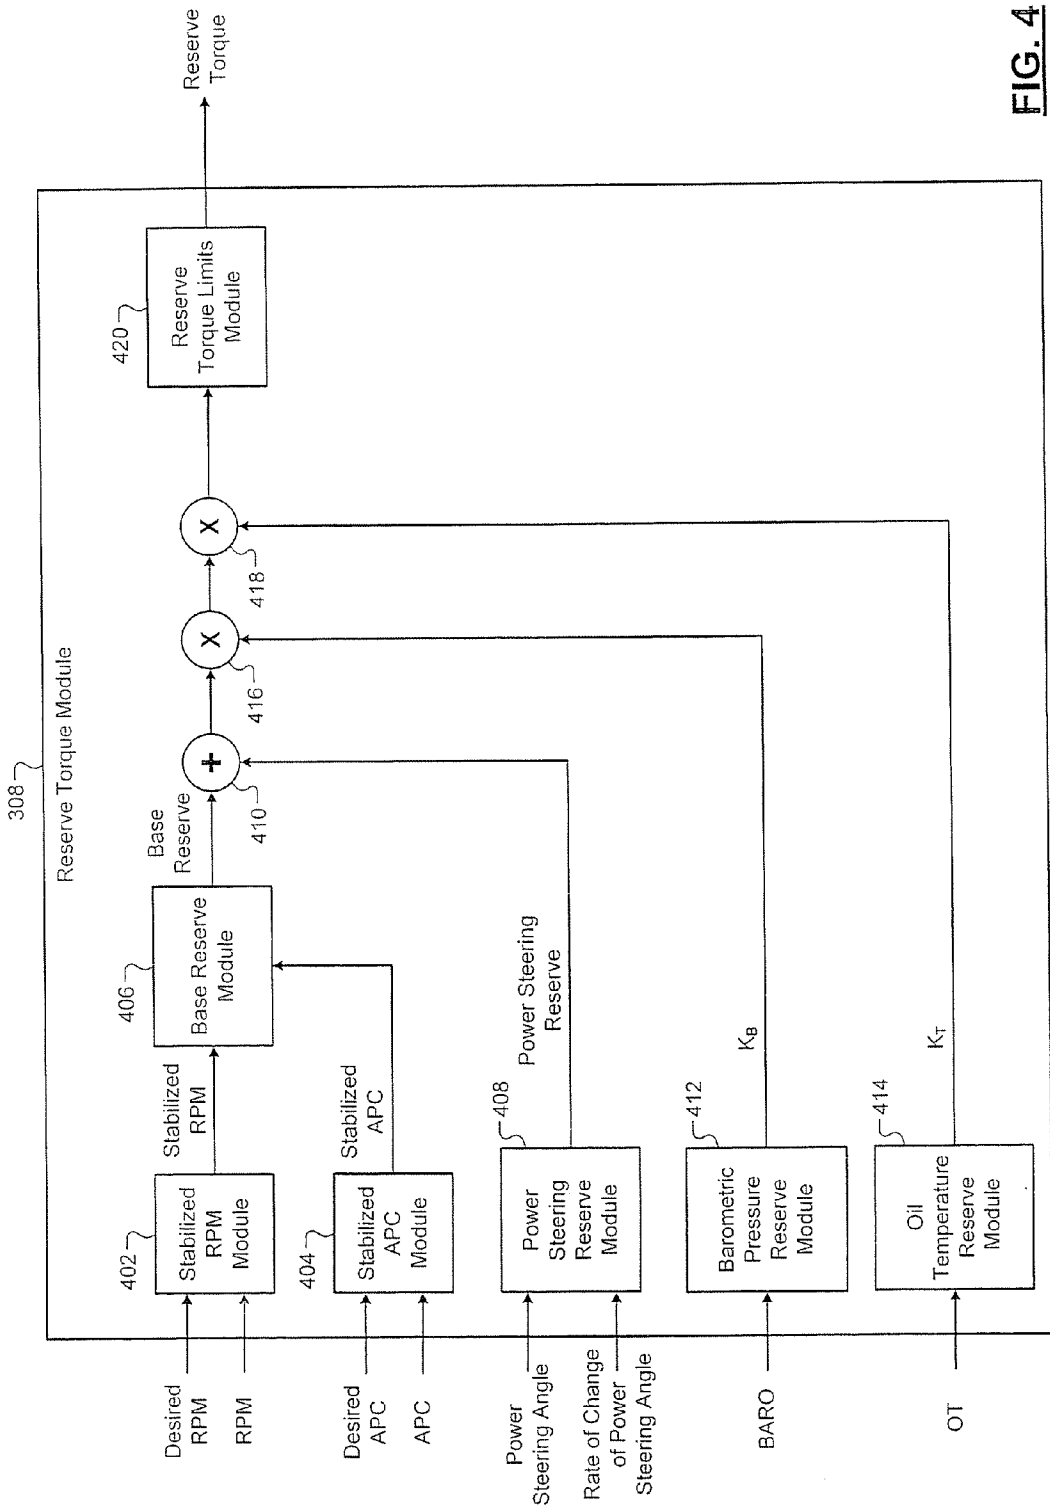 308
Reserve Torque Module
Desired
RPM
RPM
402
Stabilized
RPM
Module
Stabilized
RPM
406
Base Reserve
Module
Base
Reserve
+
410
X
416
X
418
420
Reserve
Torque Limits
Module
Reserve
Torque
Desired
APC
APC
404
Stabilized
APC
Module
Stabilized
APC
Power
Steering Angle
Rate of Change
of Power
Steering Angle
408
Power
Steering
Reserve
Module
Power Steering
Reserve
BARO
412
Barometric
Pressure
Reserve
Module
KB
OT
414
Oil
Temperature
Reserve
Module
KT
FIG. 4